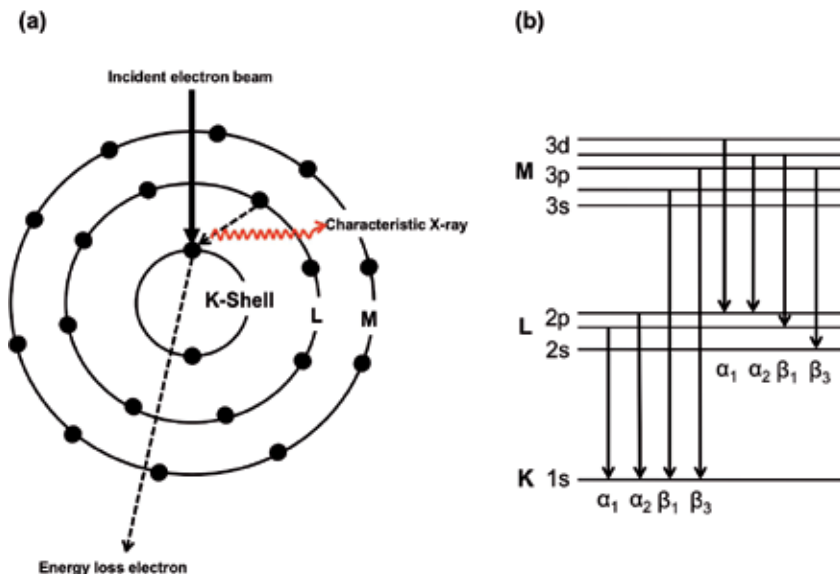 (a)
Incident electron beam
Characteristic X-ray
K-Shell
L
M
Energy loss electron
(b)
3d
M
3p
3s
2p
L
2s
α1 α2 β1 β3
K 1s
α1 α2 β1 β3